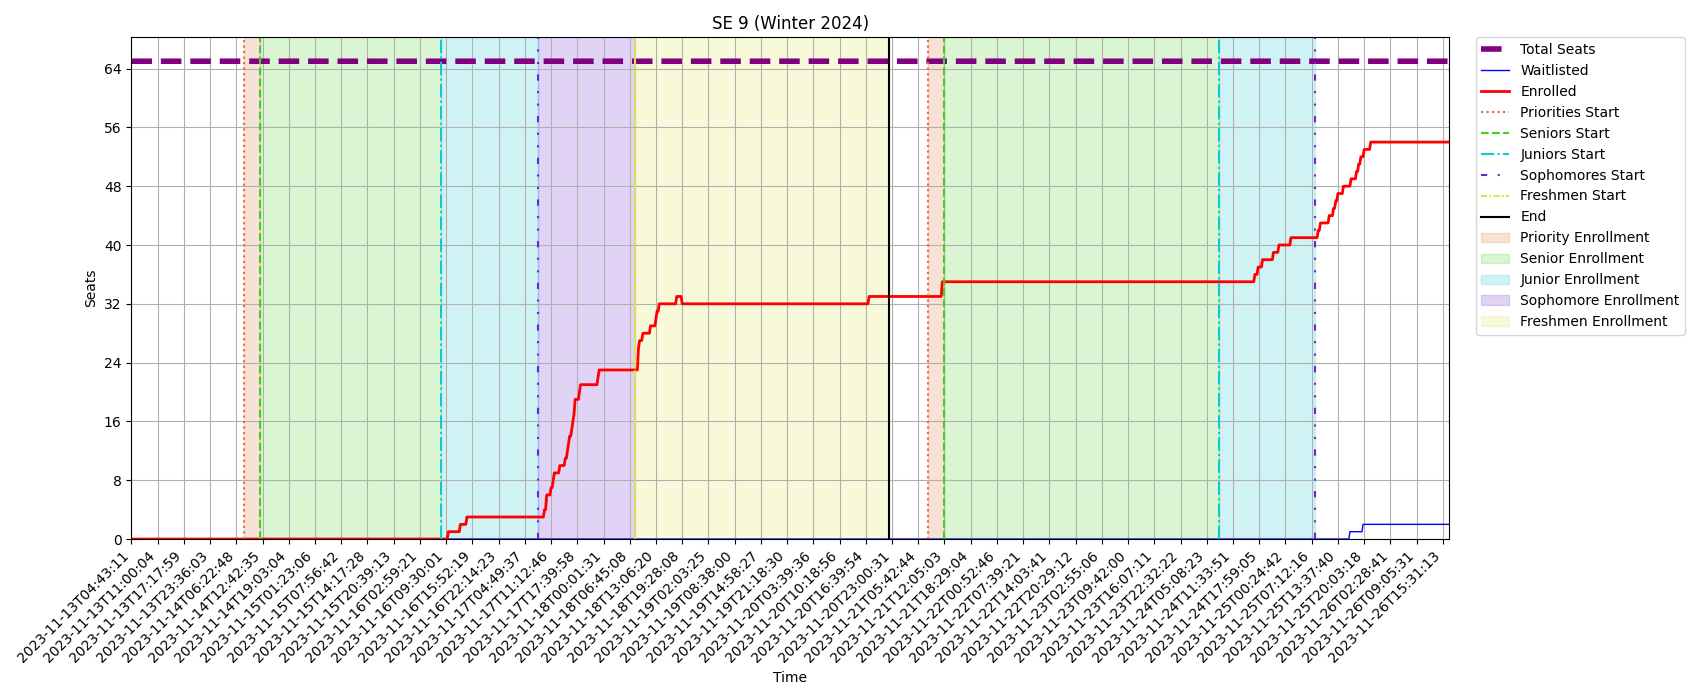 SE 9 (Winter 2024)
Total Seats
Waitlisted
Enrolled
Priorities Start
Seniors Start
Juniors Start
Sophomores Start
Freshmen Start
End
Priority Enrollment
Senior Enrollment
Junior Enrollment
Sophomore Enrollment
Freshmen Enrollment
Seats
64
56
48
40
32
24
16
8
0
2023-11-13T04:43:11
2023-11-13T11:00:04
2023-11-13T17:17:59
2023-11-13T23:36:03
2023-11-14T06:22:48
2023-11-14T12:42:35
2023-11-14T19:03:04
2023-11-15T01:23:06
2023-11-15T07:56:42
2023-11-15T14:17:28
2023-11-15T20:39:13
2023-11-16T02:59:21
2023-11-16T09:30:01
2023-11-16T15:52:19
2023-11-16T22:14:23
2023-11-17T04:49:37
2023-11-17T11:12:46
2023-11-17T17:39:58
2023-11-18T00:01:31
2023-11-18T06:45:08
2023-11-18T13:06:20
2023-11-18T19:28:08
2023-11-19T02:03:25
2023-11-19T08:38:00
2023-11-19T14:58:27
2023-11-19T21:18:30
2023-11-20T03:39:36
2023-11-20T10:18:56
2023-11-20T16:39:54
2023-11-20T23:00:31
2023-11-21T05:42:44
2023-11-21T12:05:03
2023-11-21T18:29:04
2023-11-22T00:52:46
2023-11-22T07:39:21
2023-11-22T14:03:41
2023-11-22T20:29:12
2023-11-23T02:55:06
2023-11-23T09:42:00
2023-11-23T16:07:11
2023-11-23T22:32:22
2023-11-24T05:08:23
2023-11-24T11:33:51
2023-11-24T17:59:05
2023-11-25T00:24:42
2023-11-25T07:12:16
2023-11-25T13:37:40
2023-11-25T20:03:18
2023-11-26T02:28:41
2023-11-26T09:05:31
2023-11-26T15:31:13
Time